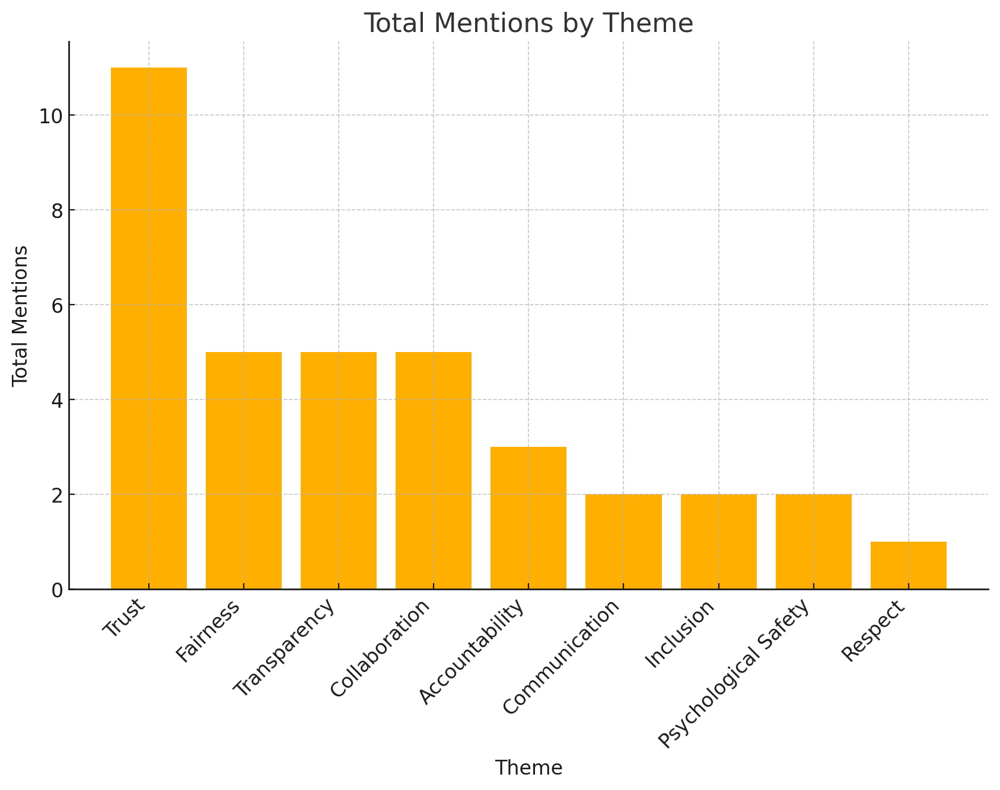 Total Mentions by Theme
Total Mentions
10
8
6
4
2
0
Trust
Fairness
Transparency
Collaboration
Accountability
Communication
Inclusion
Psychological Safety
Respect
Theme